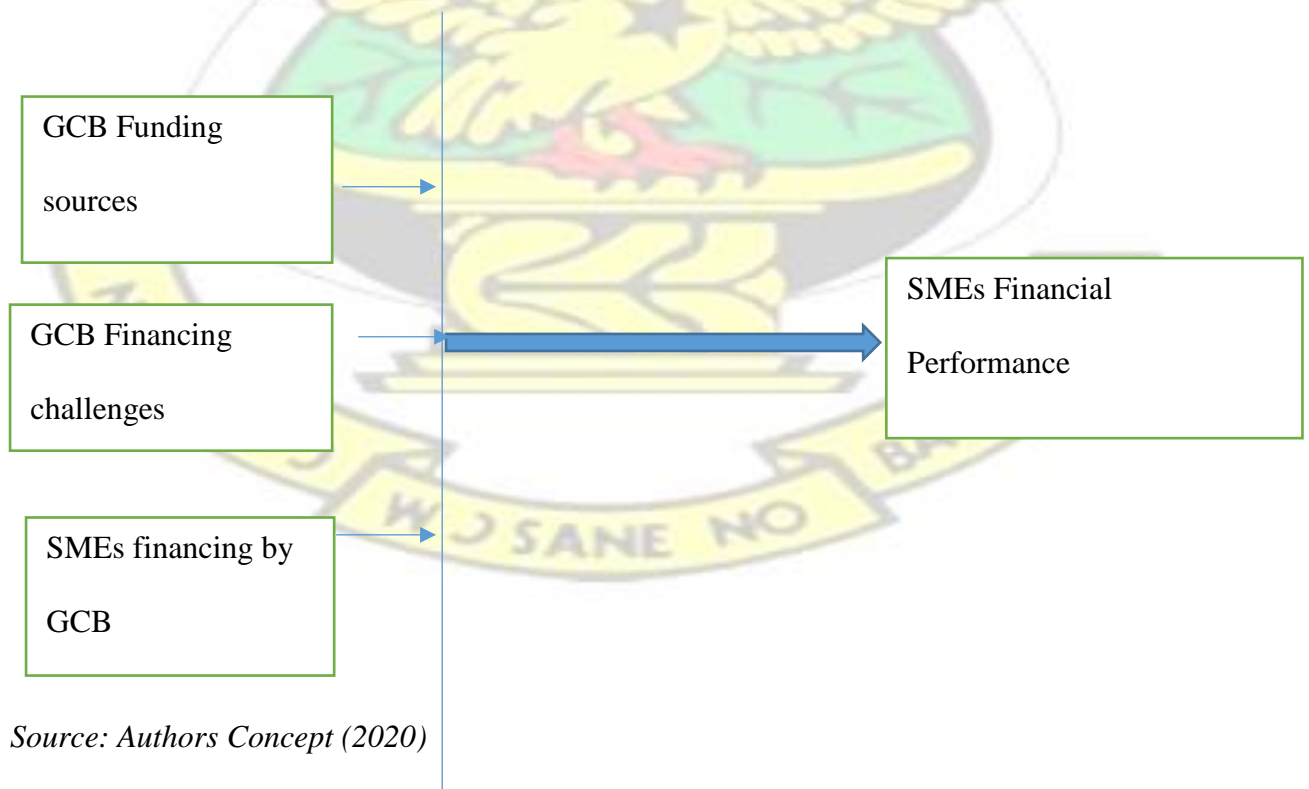 GCB Funding
sources
GCB Financing
challenges
SMEs financing by
GCB
SMEs Financial
Performance
W Ɔ SANE NO
BA
Source: Authors Concept (2020)